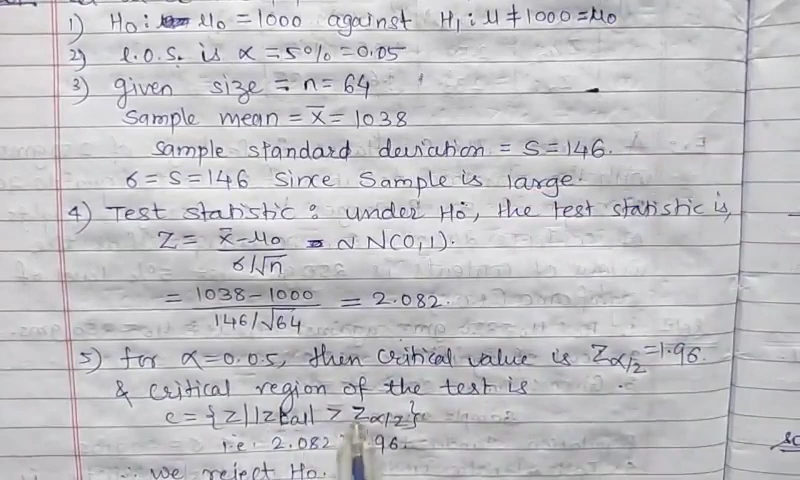 1) H0: μ0 = 1000 against H1: μ ≠ 1000 = μ0
2) l.o.s. is α = 5% = 0.05
3) given size = n = 64
Sample mean = x̄ = 1038
Sample standard deviation = S = 146.
σ = S = 146 since Sample is large.
4) Test statistic: under H0, the test statistic is,
Z = x̄ - μ0 / σ/√n ~ N(0,1).
= 1038 - 1000 / 146/√64 = 2.082.
5) for α = 0.05, then critical value is Zα/2 = 1.96.
& critical region of the test is
c = {Z | |Zcal| > Zα/2}
i.e. 2.082 .96.
∴ we reject H0.